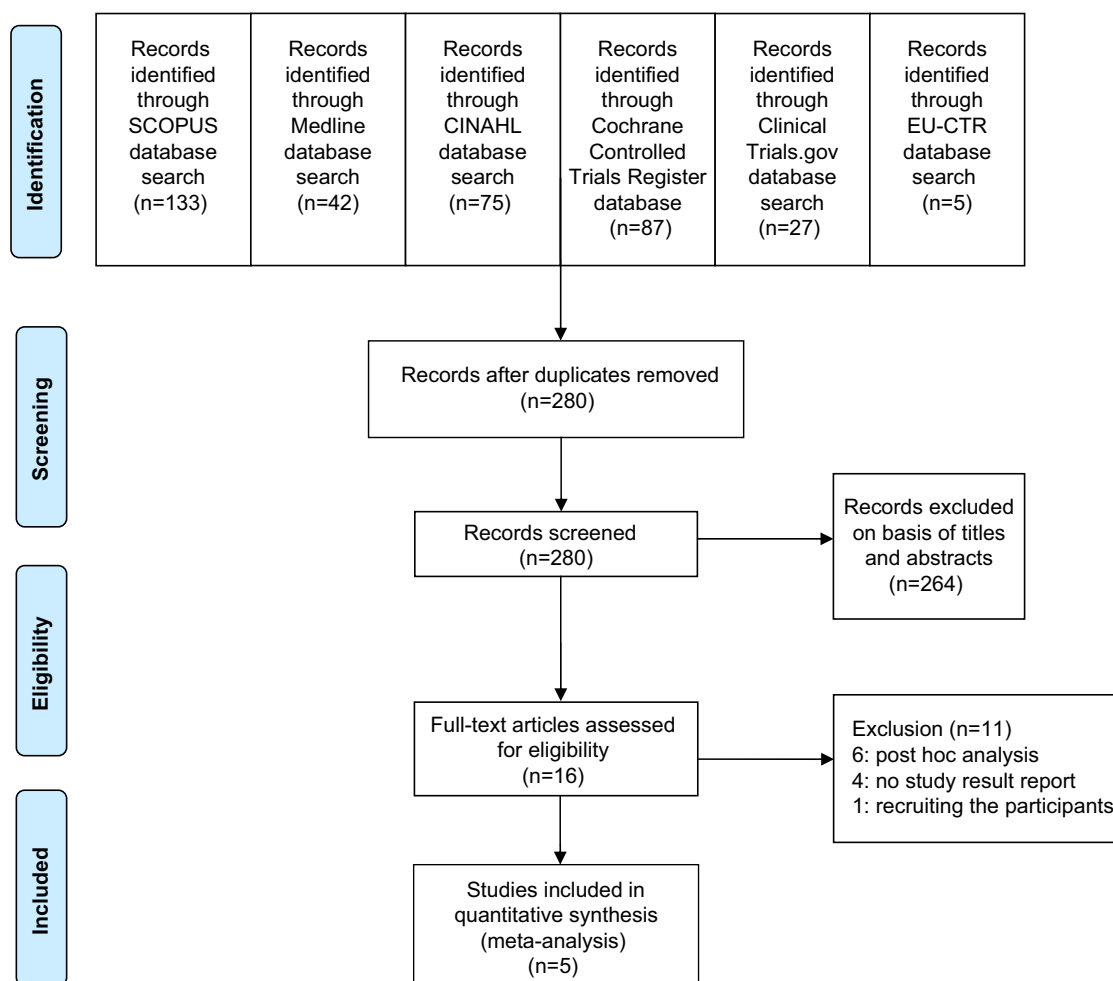 Identification
Records
identified
through
SCOPUS
database
search
(n=133)
Records
identified
through
Medline
database
search
(n=42)
Records
identified
through
CINAHL
database
search
(n=75)
Records
identified
through
Cochrane
Controlled
Trials Register
database
(n=87)
Records
identified
through
Clinical
Trials.gov
database
search
(n=27)
Records
identified
through
EU-CTR
database
search
(n=5)
Screening
Records after duplicates removed
(n=280)
Records screened
(n=280)
Records excluded
on basis of titles
and abstracts
(n=264)
Eligibility
Full-text articles assessed
for eligibility
(n=16)
Exclusion (n=11)
6: post hoc analysis
4: no study result report
1: recruiting the participants
Included
Studies included in
quantitative synthesis
(meta-analysis)
(n=5)